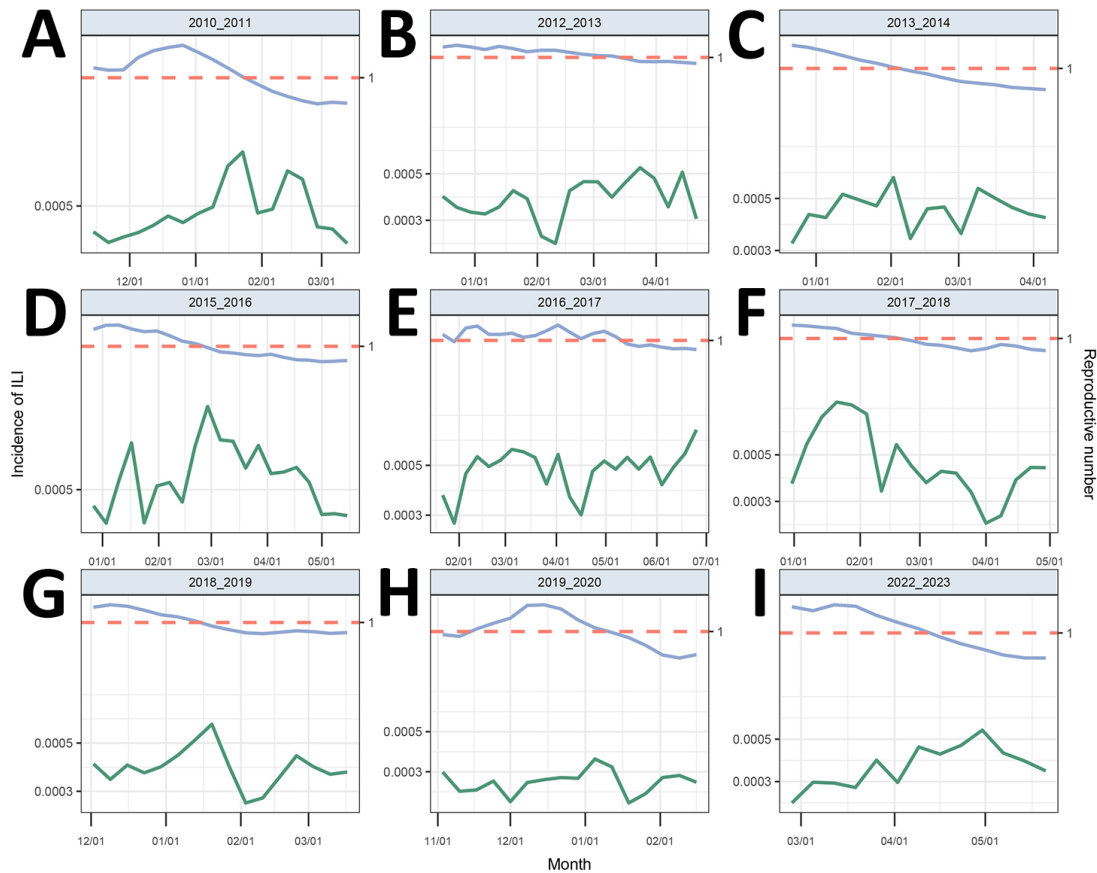 A
2010_2011
B
2012_2013
C
2013_2014
1
1
1
0.0005
0.0005
0.0003
0.0005
0.0003
12/01 01/01 02/01 03/01
01/01 02/01 03/01 04/01
01/01 02/01 03/01 04/01
D
2015_2016
E
2016_2017
F
2017_2018
1
1
1
0.0005
0.0005
0.0003
0.0005
0.0003
01/01 02/01 03/01 04/01 05/01
02/01 03/01 04/01 05/01 06/01 07/01
01/01 02/01 03/01 04/01 05/01
G
2018_2019
H
2019_2020
I
2022_2023
1
1
1
0.0005
0.0003
0.0005
0.0003
0.0005
0.0003
12/01 01/01 02/01 03/01
11/01 12/01 01/01 02/01
03/01 04/01 05/01
Incidence of ILI
Reproductive number
Month